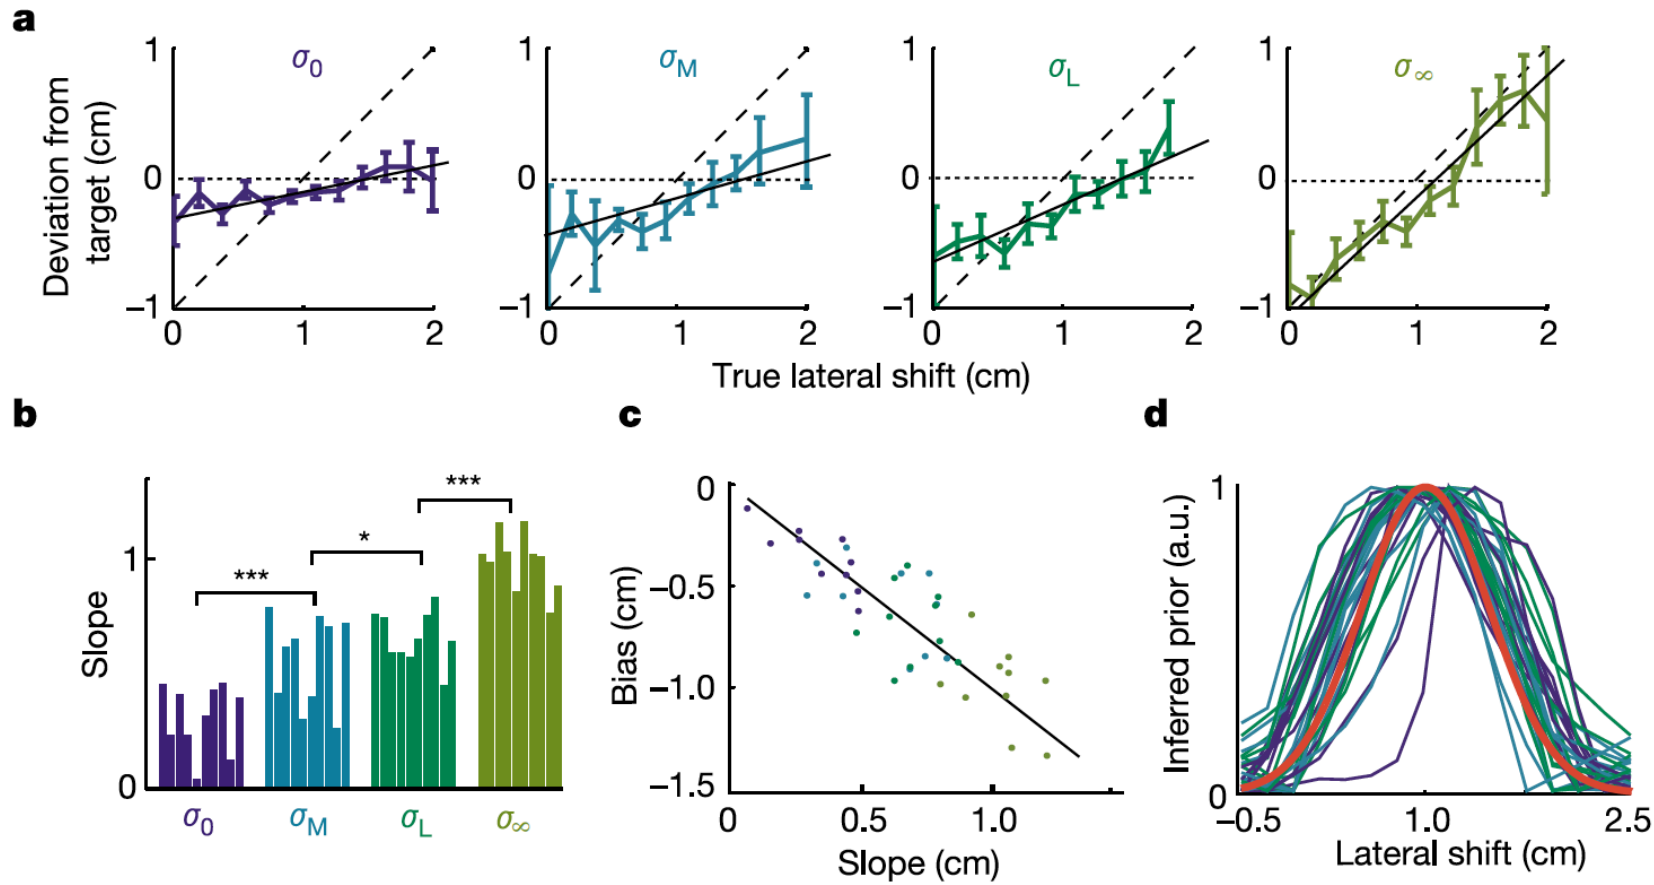 a
σ0 σM σL σ∞
Deviation from
target (cm)
1 0 −1 0 1 2
1 0 −1 0 1 2
1 0 −1 0 1 2
1 0 −1 0 1 2
True lateral shift (cm)
b
Slope
1 0
*** * ***
σ0 σM σL σ∞
c
Bias (cm)
0 −0.5 −1.0 −1.5
0 0.5 1.0
Slope (cm)
d
Inferred prior (a.u.)
1 0
−0.5 1.0 2.5
Lateral shift (cm)